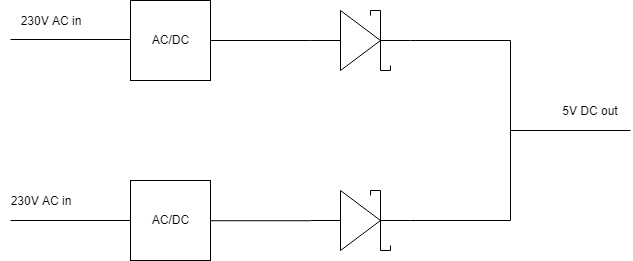 230V AC in
AC/DC
5V DC out
230V AC in
AC/DC